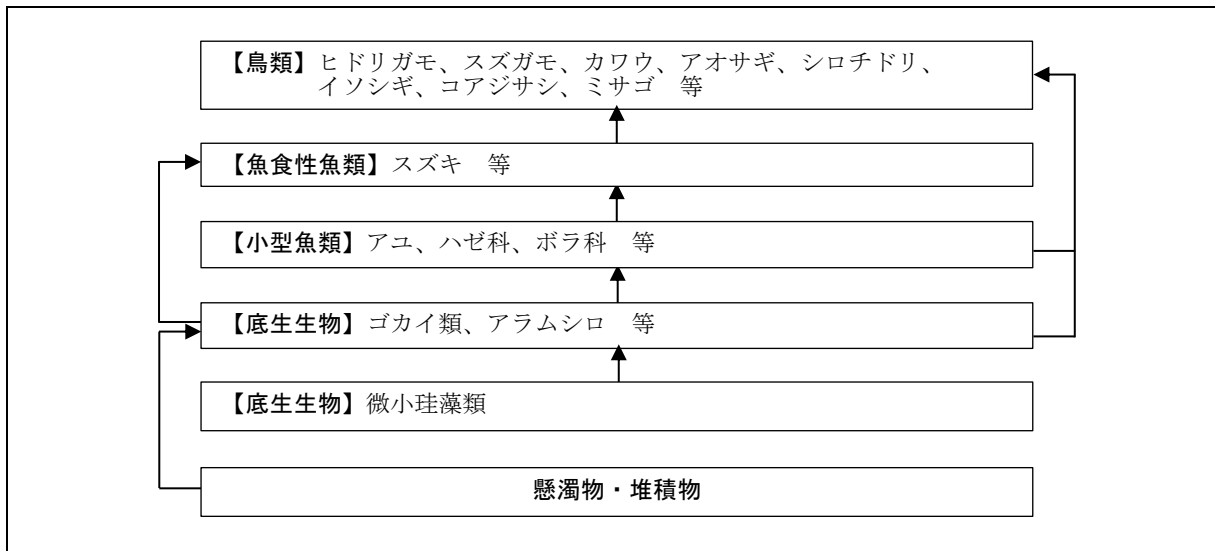 【鳥類】ヒドリガモ、スズガモ、カワウ、アオサギ、シロチドリ、
イソシギ、コアジサシ、ミサゴ　等
【魚食性魚類】スズキ　等
【小型魚類】アユ、ハゼ科、ボラ科　等
【底生生物】ゴカイ類、アラムシロ　等
【底生生物】微小珪藻類
懸濁物・堆積物